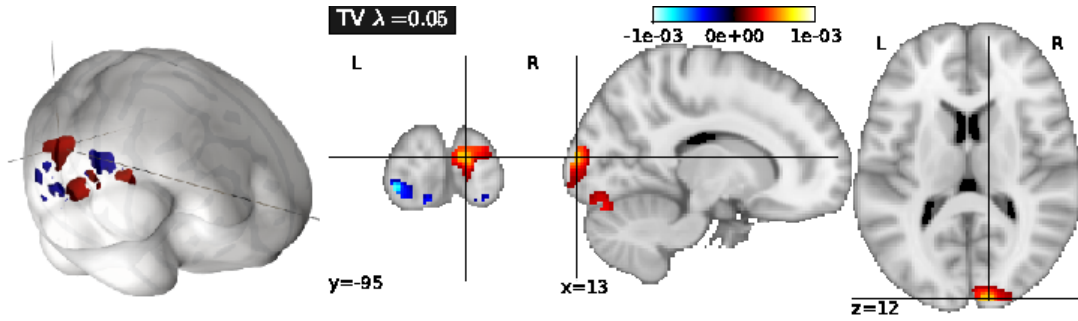 TV λ=0.05
-1e-03 0e+00 1e-03
L R
L R
y=-95
x=13
z=12